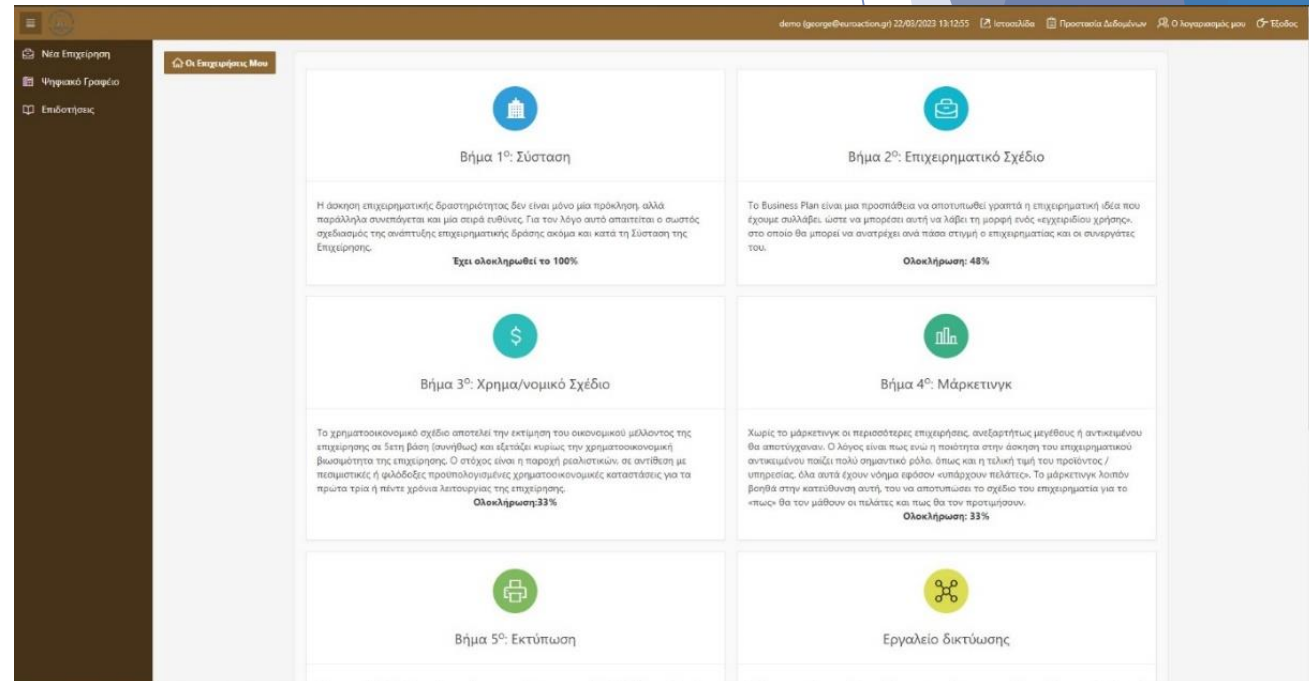 demo (george@euroaction.gr) 22/03/2023 13:12:55 Ιστοσελίδα Προστασία Δεδομένων Ο λογαριασμός μου Έξοδος
Νέα Επιχείρηση
Ψηφιακό Γραφείο
Επιδοτήσεις
Οι Επιχειρήσεις Μου
Βήμα 1º: Σύσταση
Η άσκηση επιχειρηματικής δραστηριότητας δεν είναι μόνο μία πρόκληση, αλλά
παράλληλα συνεπάγεται και μία σειρά ευθύνες. Για τον λόγο αυτό απαιτείται ο σωστός
σχεδιασμός της ανάπτυξης επιχειρηματικής δράσης ακόμα και κατά τη Σύσταση της
Επιχείρησης.
Έχει ολοκληρωθεί το 100%
Βήμα 2º: Επιχειρηματικό Σχέδιο
Το Business Plan είναι μια προσπάθεια να αποτυπωθεί γραπτά η επιχειρηματική ιδέα που
έχουμε συλλάβει, ώστε να μπορέσει αυτή να λάβει τη μορφή ενός «εγχειριδίου χρήσης»,
στο οποίο θα μπορεί να ανατρέχει ανά πάσα στιγμή ο επιχειρηματίας και οι συνεργάτες
του.
Ολοκλήρωση: 48%
Βήμα 3º: Χρημα/νομικό Σχέδιο
Το χρηματοοικονομικό σχέδιο αποτελεί την εκτίμηση του οικονομικού μέλλοντος της
επιχείρησης σε 5ετη βάση (συνήθως) και εξετάζει κυρίως την χρηματοοικονομική
βιωσιμότητα της επιχείρησης. Ο στόχος είναι η παροχή ρεαλιστικών, σε αντίθεση με
πεσιμιστικές ή φιλόδοξες προϋπολογισμένες χρηματοοικονομικές καταστάσεις για τα
πρώτα τρία ή πέντε χρόνια λειτουργίας της επιχείρησης.
Ολοκλήρωση:33%
Βήμα 4º: Μάρκετινγκ
Χωρίς το μάρκετινγκ οι περισσότερες επιχειρήσεις, ανεξαρτήτως μεγέθους ή αντικειμένου
θα αποτύγχαναν. Ο λόγος είναι πως ενώ η ποιότητα στην άσκηση του επιχειρηματικού
αντικειμένου παίζει πολύ σημαντικό ρόλο, όπως και η τελική τιμή του προϊόντος /
υπηρεσίας, όλα αυτά έχουν νόημα εφόσον «υπάρχουν πελάτες». Το μάρκετινγκ λοιπόν
βοηθά στην κατεύθυνση αυτή, του να αποτυπώσει το σχέδιο του επιχειρηματία για το
«πως» θα τον μάθουν οι πελάτες και πως θα τον προτιμήσουν.
Ολοκλήρωση: 33%
Βήμα 5º: Εκτύπωση
Εργαλείο δικτύωσης